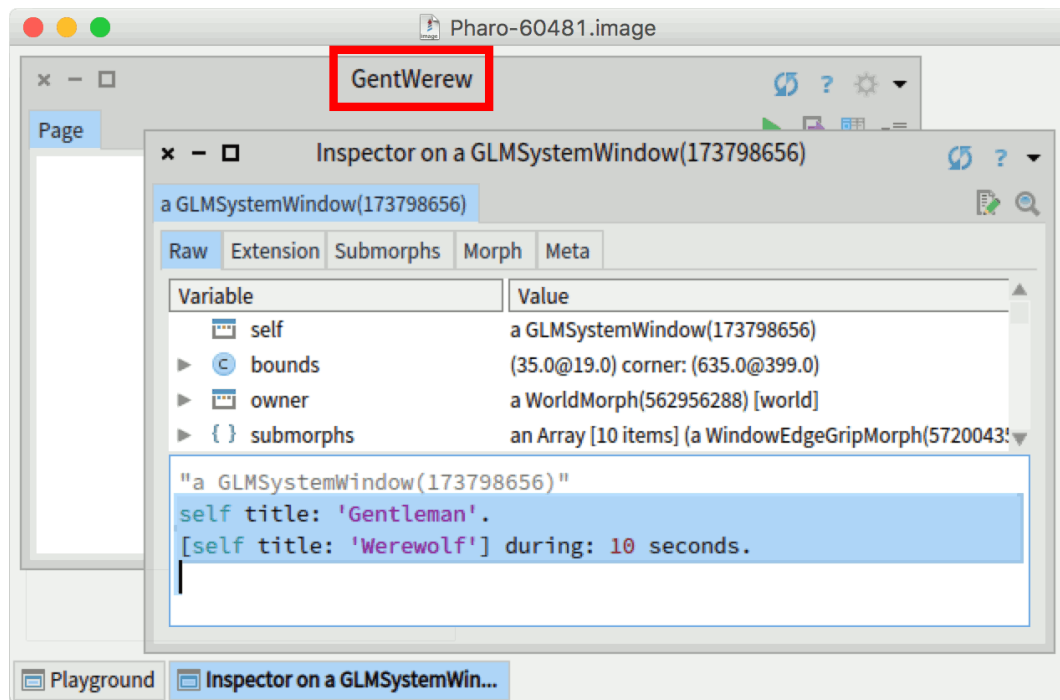 Pharo-60481.image
GentWerew
?
Page
Inspector on a GLMSystemWindow(173798656)
?
a GLMSystemWindow(173798656)
Raw Extension Submorphs Morph Meta
Variable Value
self a GLMSystemWindow(173798656)
C bounds (35.0@19.0) corner: (635.0@399.0)
owner a WorldMorph(562956288) [world]
{ } submorphs an Array [10 items] (a WindowEdgeGripMorph(57200435
"a GLMSystemWindow(173798656)"
self title: 'Gentleman'.
[self title: 'Werewolf'] during: 10 seconds.
Playground Inspector on a GLMSystemWin...